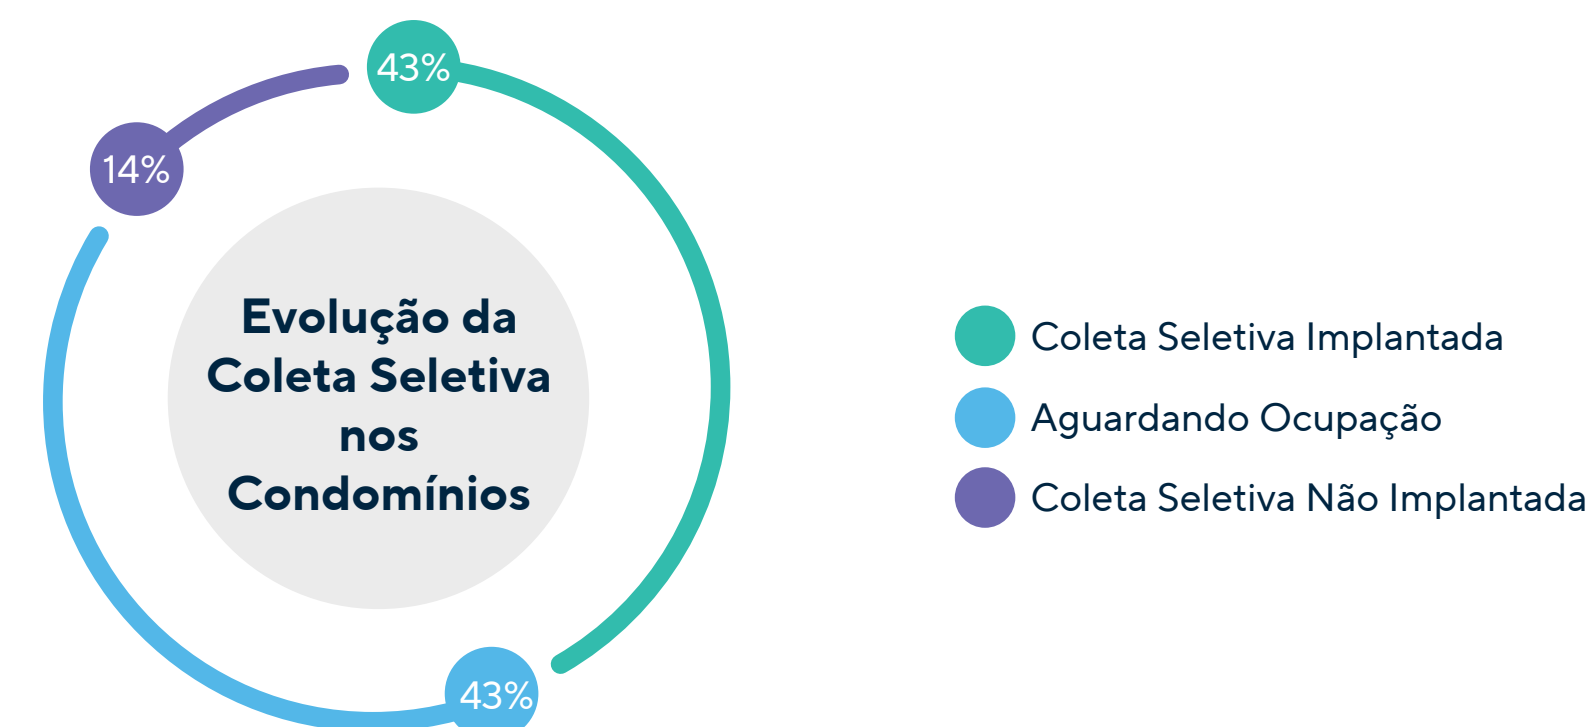 43%
14%
Evolução da
Coleta Seletiva
nos
Condomínios
43%
Coleta Seletiva Implantada
Aguardando Ocupação
Coleta Seletiva Não Implantada